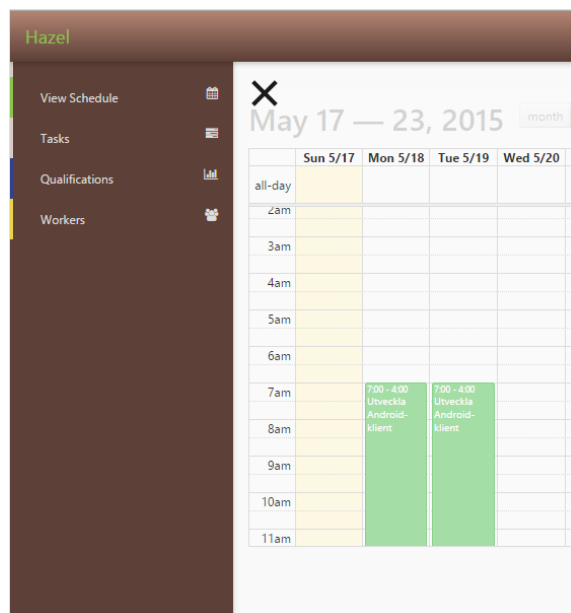 Hazel
View Schedule
Tasks
Qualifications
Workers
May 17 — 23, 2015
month
Sun 5/17 Mon 5/18 Tue 5/19 Wed 5/20
all-day
2am
3am
4am
5am
6am
7am
7:00 - 4:00
Utveckla
Android-
klient
7:00 - 4:00
Utveckla
Android-
klient
8am
9am
10am
11am